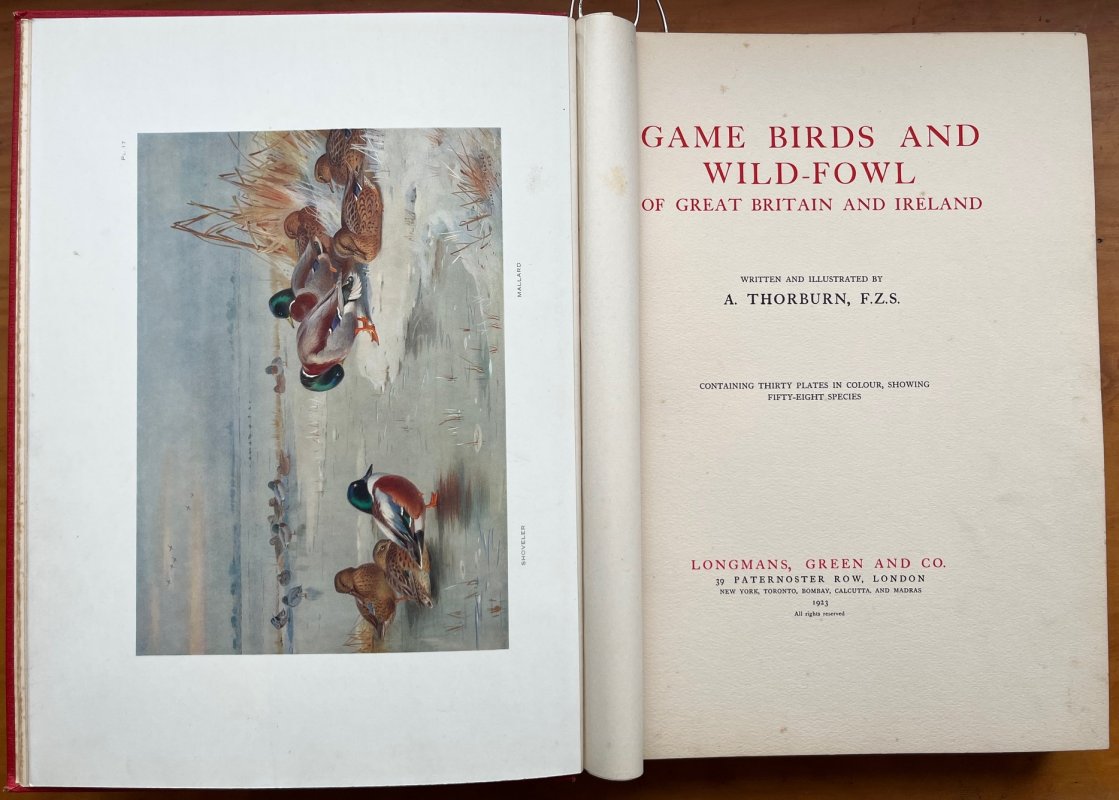 PL. 17.
MALLARD
SHOVELER
GAME BIRDS AND
WILD-FOWL
OF GREAT BRITAIN AND IRELAND
WRITTEN AND ILLUSTRATED BY
A. THORBURN, F.Z.S.
CONTAINING THIRTY PLATES IN COLOUR, SHOWING
FIFTY-EIGHT SPECIES
LONGMANS, GREEN AND CO.
39 PATERNOSTER ROW, LONDON
NEW YORK, TORONTO, BOMBAY, CALCUTTA, AND MADRAS
1923
All rights reserved